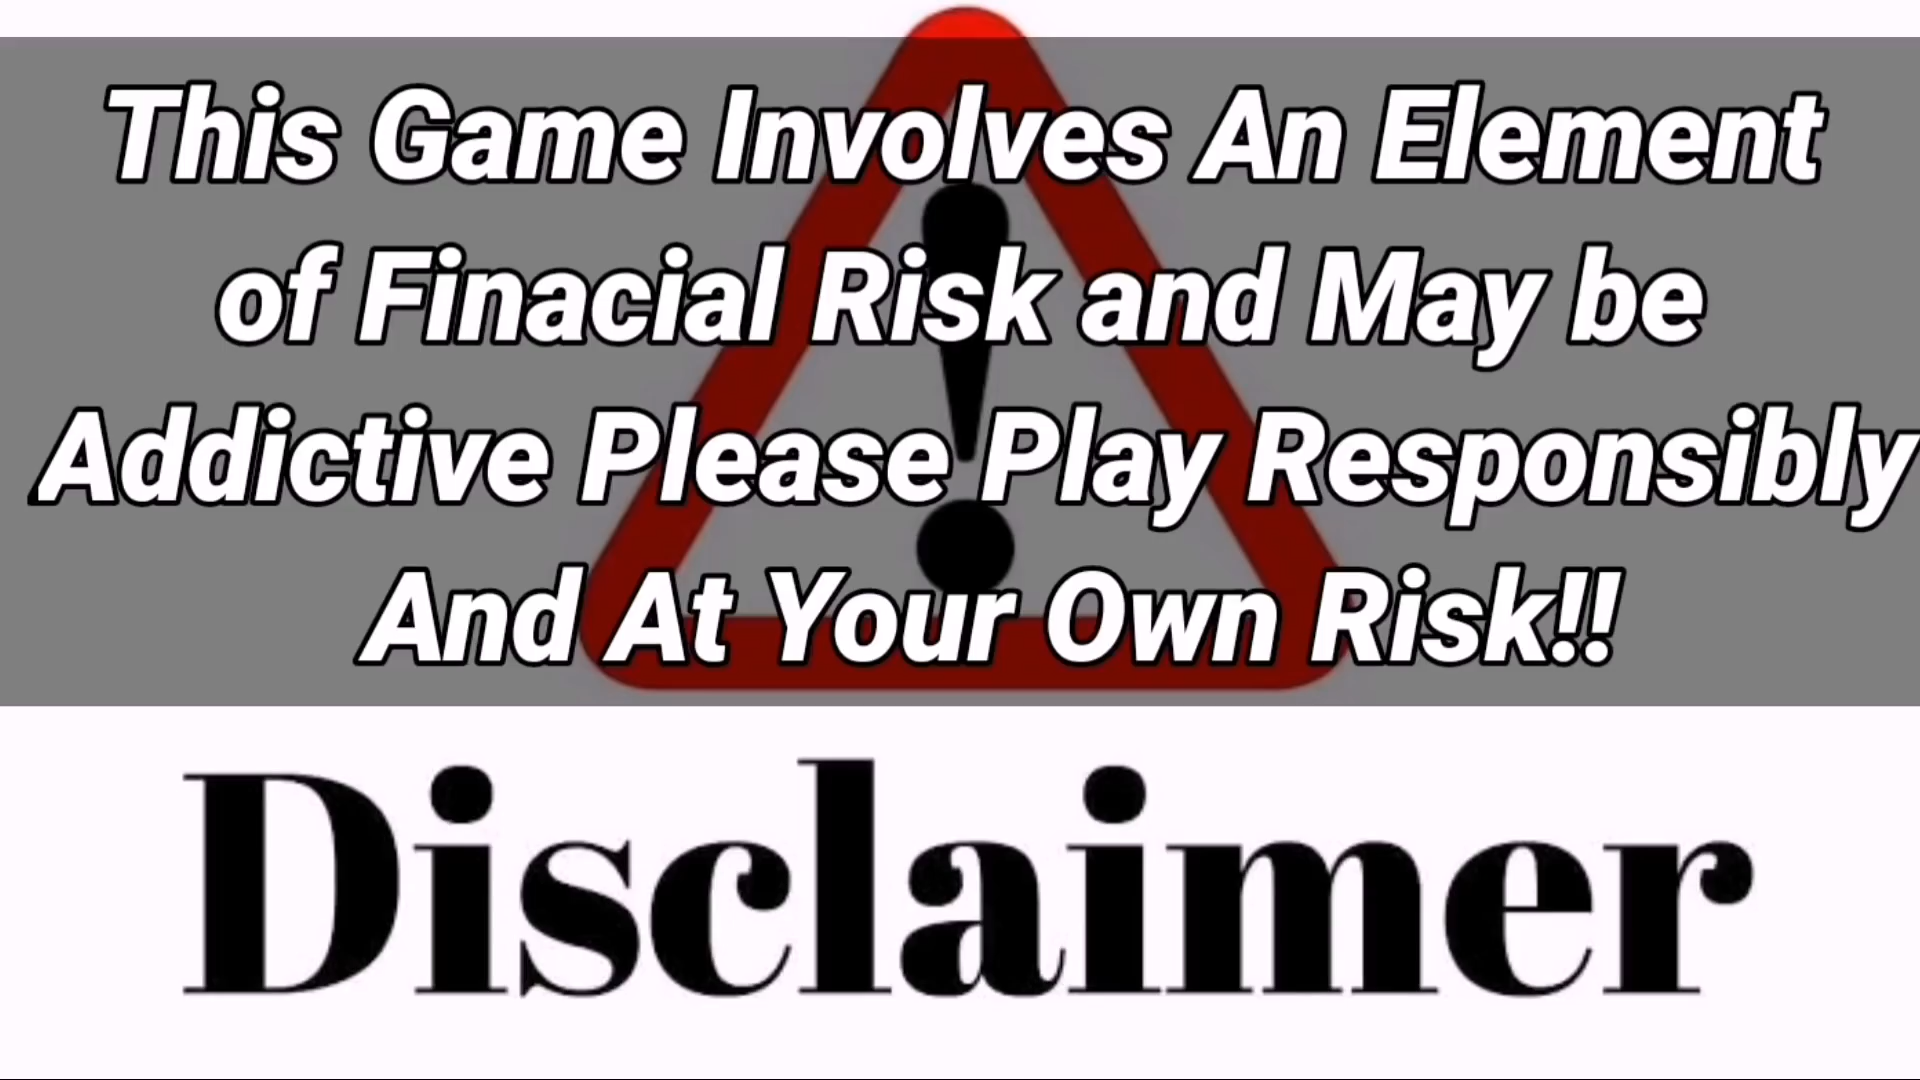 This Game Involves An Element
of Finacial Risk and May be
Addictive Please Play Responsibly
And At Your Own Risk!!
Disclaimer